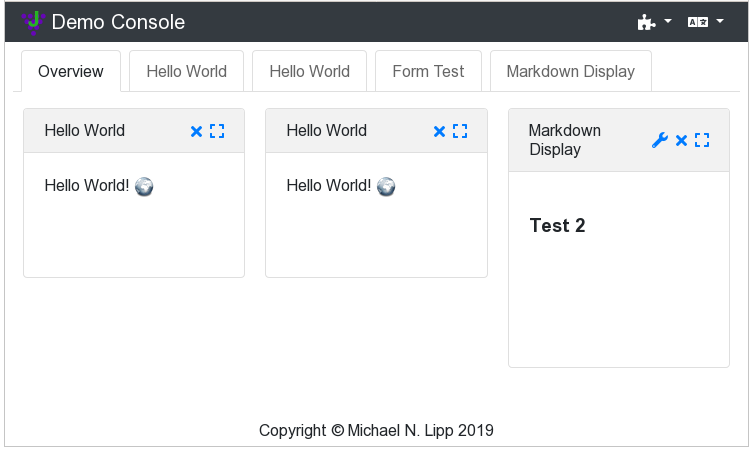 Demo Console
Overview Hello World Hello World Form Test Markdown Display
Hello World
Hello World! 
Hello World
Hello World! 
Markdown
Display
Test 2
Copyright © Michael N. Lipp 2019